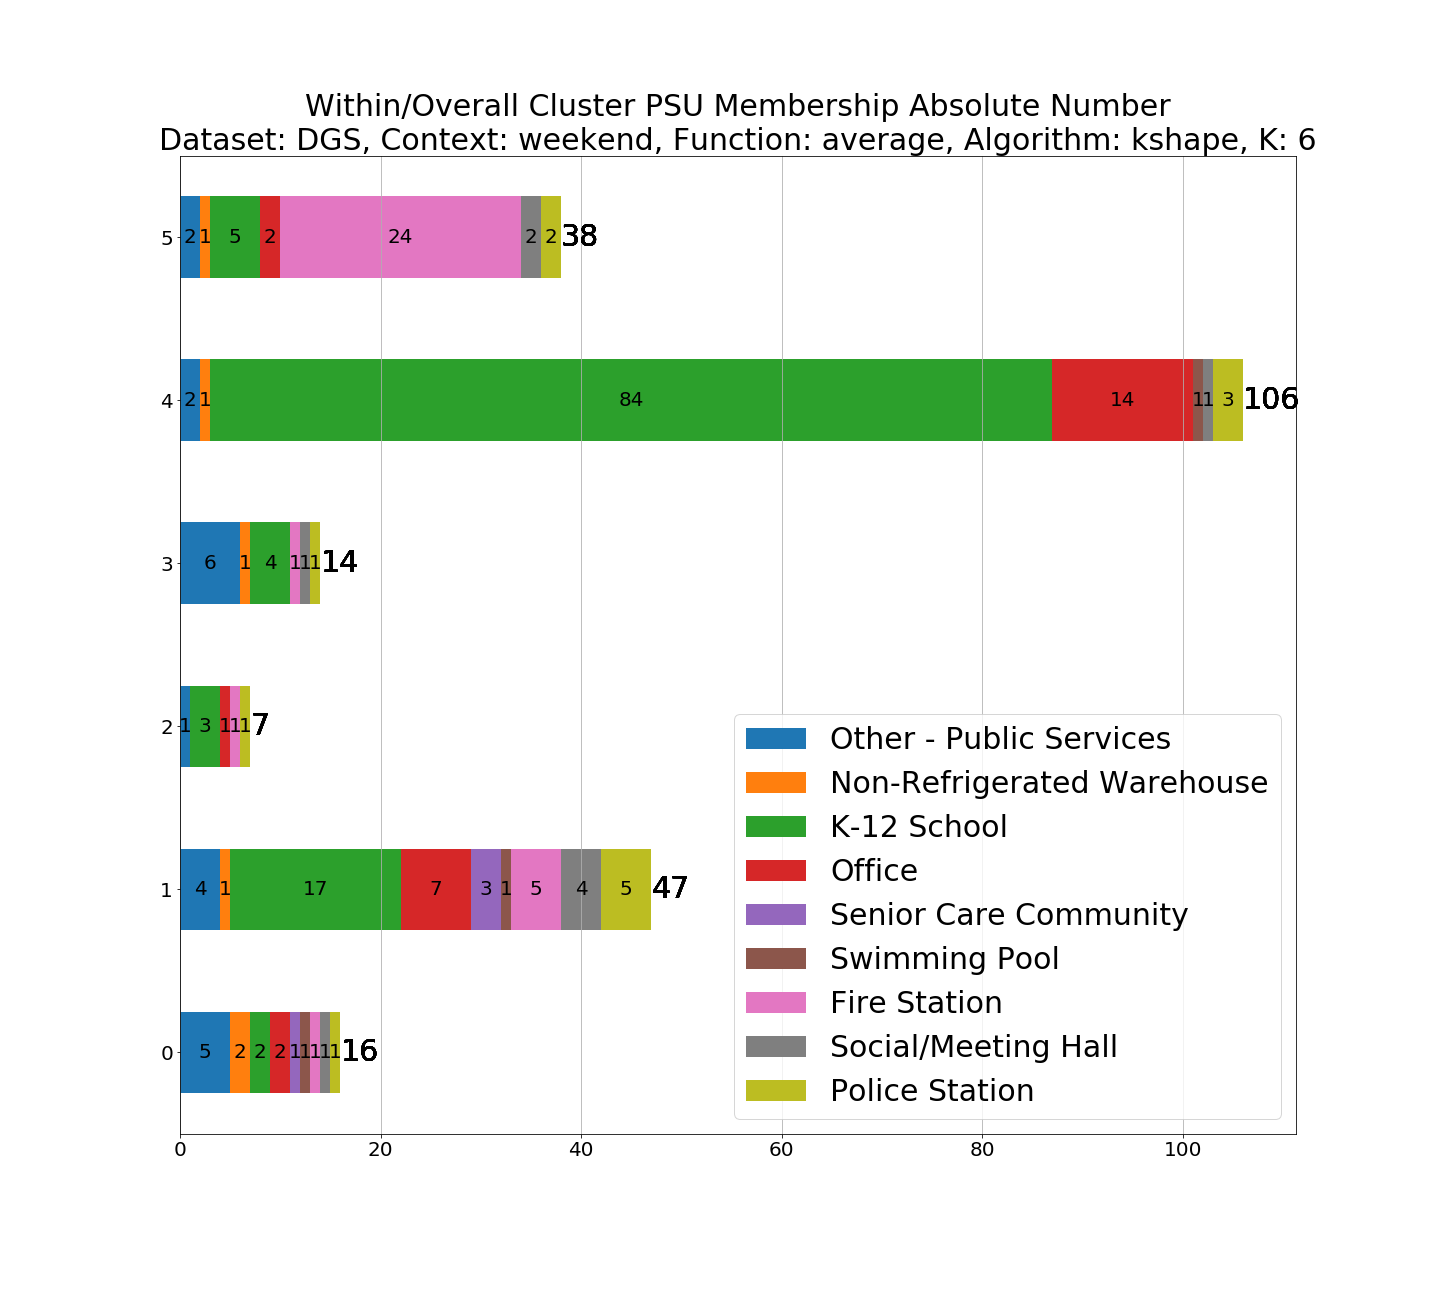 Within/Overall Cluster PSU Membership Absolute Number
Dataset: DGS, Context: weekend, Function: average, Algorithm: kshape, K: 6
5 2 1 5 2 24 2 2 38
4 2 1 84 14 1 1 3 106
3 6 1 4 1 1 1 14
2 1 3 1 1 1 7
1 4 1 17 7 3 1 5 4 5 47
0 5 2 2 2 1 1 1 1 1 16
Other - Public Services
Non-Refrigerated Warehouse
K-12 School
Office
Senior Care Community
Swimming Pool
Fire Station
Social/Meeting Hall
Police Station
0 20 40 60 80 100